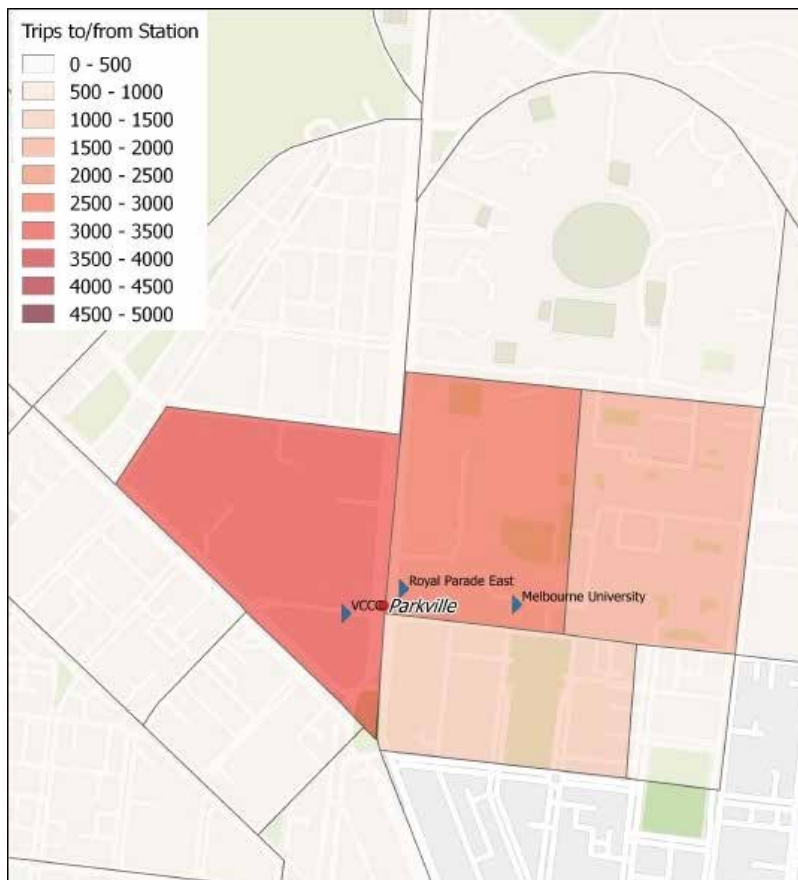 Trips to/from Station
0 - 500
500 - 1000
1000 - 1500
1500 - 2000
2000 - 2500
2500 - 3000
3000 - 3500
3500 - 4000
4000 - 4500
4500 - 5000
Royal Parade East
VCCC
Parkville
Melbourne University